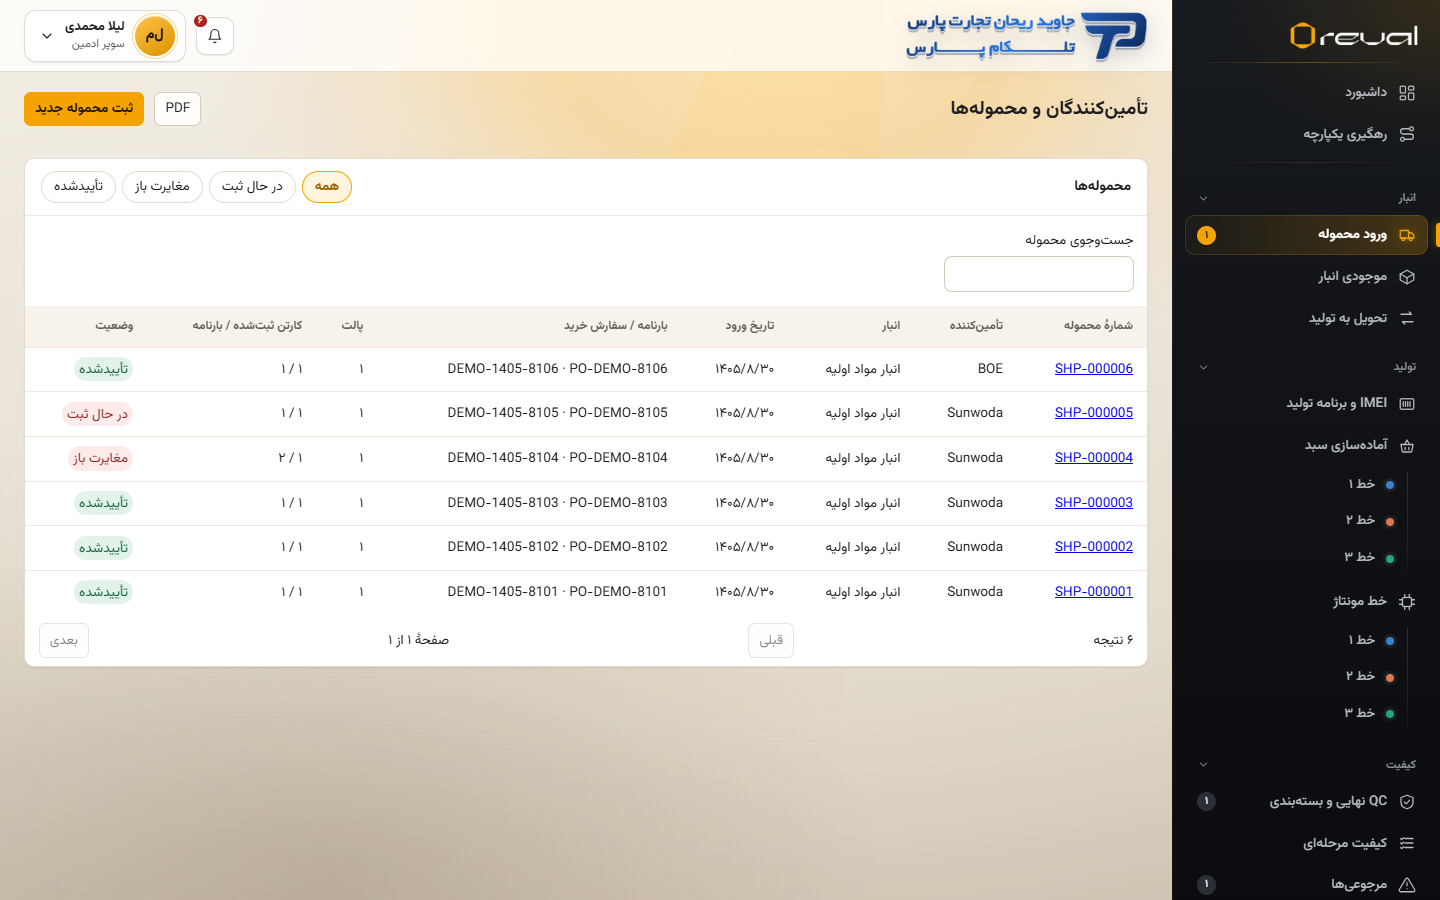 reval
داشبورد
رهگیری یکپارچه
انبار
ورود محموله ۱
موجودی انبار
تحویل به تولید
تولید
IMEI و برنامه تولید
آماده‌سازی سبد
خط ۱
خط ۲
خط ۳
خط مونتاژ
خط ۱
خط ۲
خط ۳
کیفیت
QC نهایی و بسته‌بندی ۱
کیفیت مرحله‌ای
مرجوعی‌ها ۱
جاوید ریحان تجارت پارس
تلکام پارس
۶
ل‌م
لیلا محمدی
سوپر ادمین
تأمین‌کنندگان و محموله‌ها
PDF
ثبت محموله جدید
محموله‌ها
همه در حال ثبت مغایرت باز تأییدشده
جست‌وجوی محموله
شمارهٔ محموله تأمین‌کننده انبار تاریخ ورود بارنامه / سفارش خرید پالت کارتن ثبت‌شده / بارنامه وضعیت
SHP-000006 BOE انبار مواد اولیه ۱۴۰۵/۸/۳۰ DEMO-1405-8106 · PO-DEMO-8106 ۱ ۱ / ۱ تأییدشده
SHP-000005 Sunwoda انبار مواد اولیه ۱۴۰۵/۸/۳۰ DEMO-1405-8105 · PO-DEMO-8105 ۱ ۱ / ۱ در حال ثبت
SHP-000004 Sunwoda انبار مواد اولیه ۱۴۰۵/۸/۳۰ DEMO-1405-8104 · PO-DEMO-8104 ۱ ۱ / ۲ مغایرت باز
SHP-000003 Sunwoda انبار مواد اولیه ۱۴۰۵/۸/۳۰ DEMO-1405-8103 · PO-DEMO-8103 ۱ ۱ / ۱ تأییدشده
SHP-000002 Sunwoda انبار مواد اولیه ۱۴۰۵/۸/۳۰ DEMO-1405-8102 · PO-DEMO-8102 ۱ ۱ / ۱ تأییدشده
SHP-000001 Sunwoda انبار مواد اولیه ۱۴۰۵/۸/۳۰ DEMO-1405-8101 · PO-DEMO-8101 ۱ ۱ / ۱ تأییدشده
۶ نتیجه قبلی صفحهٔ ۱ از ۱ بعدی